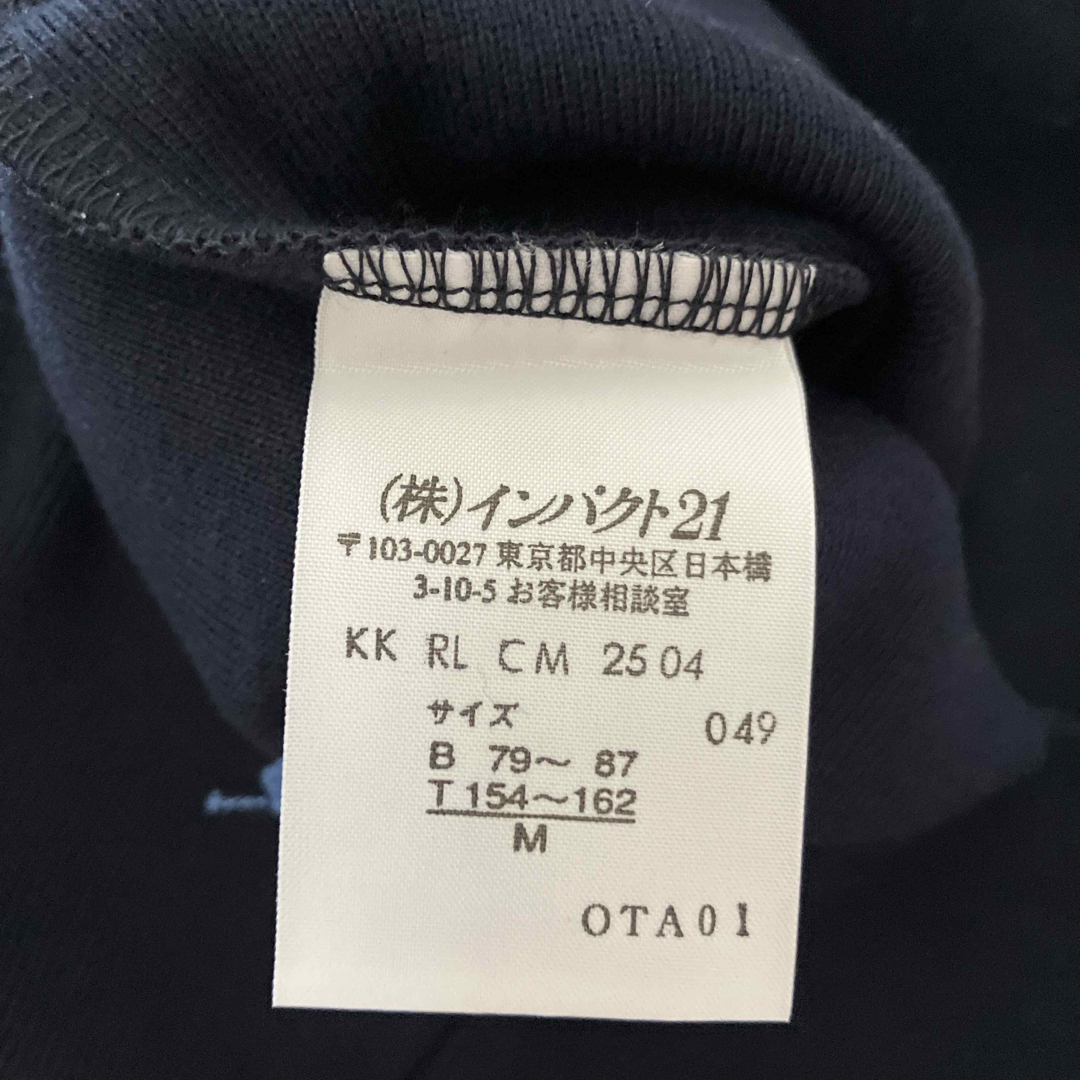 (株)インパクト21
〒103-0027 東京都中央区日本橋
3-10-5 お客様相談室
KK RL CM 25 04
サイズ 049
B 79〜 87
T 154〜162
M
OTA01